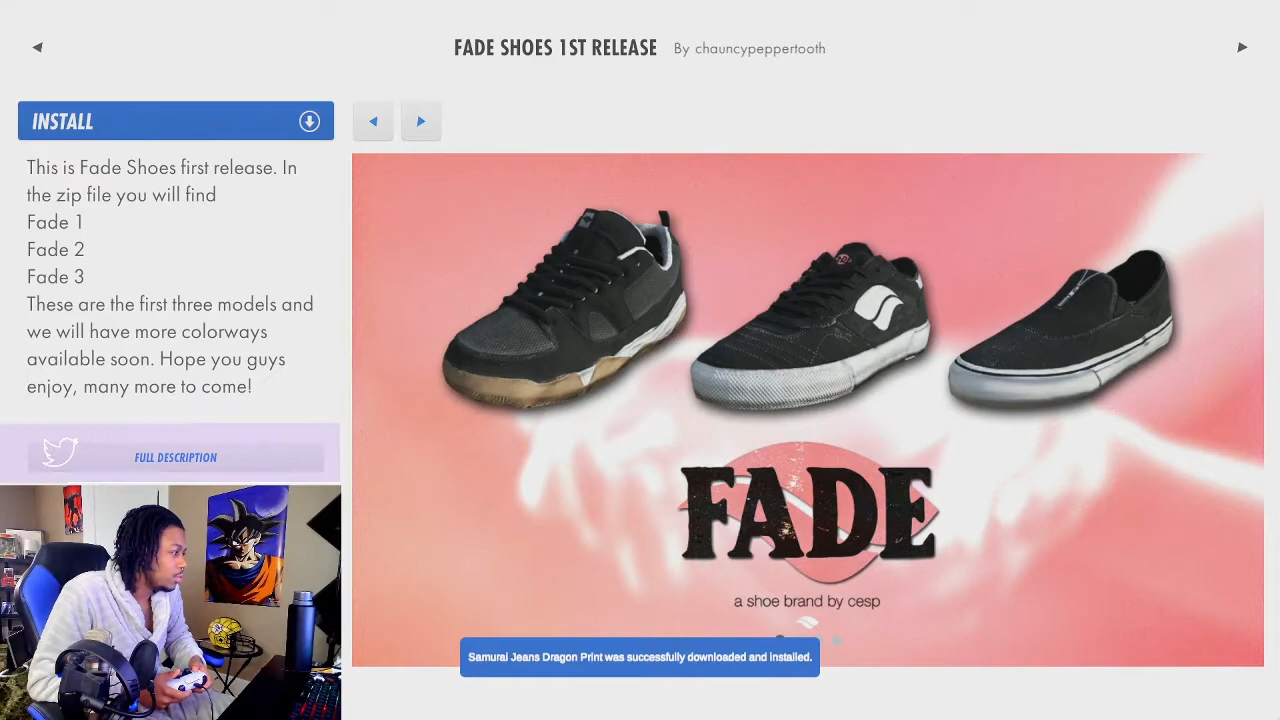 FADE SHOES 1ST RELEASE By chauncypeppertooth
INSTALL
This is Fade Shoes first release. In
the zip file you will find
Fade 1
Fade 2
Fade 3
These are the first three models and
we will have more colorways
available soon. Hope you guys
enjoy, many more to come!
FULL DESCRIPTION
FADE
a shoe brand by cesp
Samurai Jeans Dragon Print was successfully downloaded and installed.